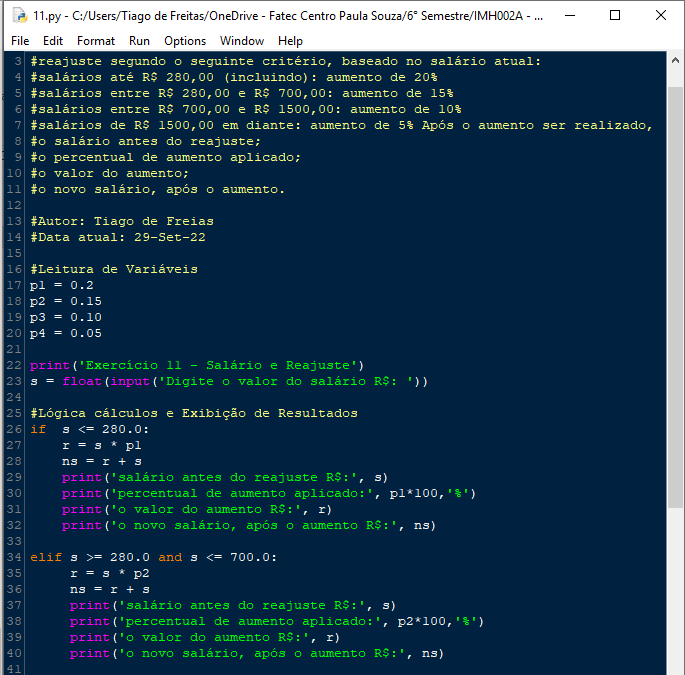 11.py - C:/Users/Tiago de Freitas/OneDrive - Fatec Centro Paula Souza/6° Semestre/IMH002A - ...
File Edit Format Run Options Window Help
3 #reajuste segundo o seguinte critério, baseado no salário atual:
4 #salários até R$ 280,00 (incluindo): aumento de 20%
5 #salários entre R$ 280,00 e R$ 700,00: aumento de 15%
6 #salários entre R$ 700,00 e R$ 1500,00: aumento de 10%
7 #salários de R$ 1500,00 em diante: aumento de 5% Após o aumento ser realizado,
8 #o salário antes do reajuste;
9 #o percentual de aumento aplicado;
10 #o valor do aumento;
11 #o novo salário, após o aumento.
12
13 #Autor: Tiago de Freias
14 #Data atual: 29-Set-22
15
16 #Leitura de Variáveis
17 p1 = 0.2
18 p2 = 0.15
19 p3 = 0.10
20 p4 = 0.05
21
22 print('Exercício 11 - Salário e Reajuste')
23 s = float(input('Digite o valor do salário R$: '))
24
25 #Lógica cálculos e Exibição de Resultados
26 if  s <= 280.0:
27     r = s * p1
28     ns = r + s
29     print('salário antes do reajuste R$:', s)
30     print('percentual de aumento aplicado:', p1*100,'%')
31     print('o valor do aumento R$:', r)
32     print('o novo salário, após o aumento R$:', ns)
33
34 elif s >= 280.0 and s <= 700.0:
35      r = s * p2
36      ns = r + s
37      print('salário antes do reajuste R$:', s)
38      print('percentual de aumento aplicado:', p2*100,'%')
39      print('o valor do aumento R$:', r)
40      print('o novo salário, após o aumento R$:', ns)
41